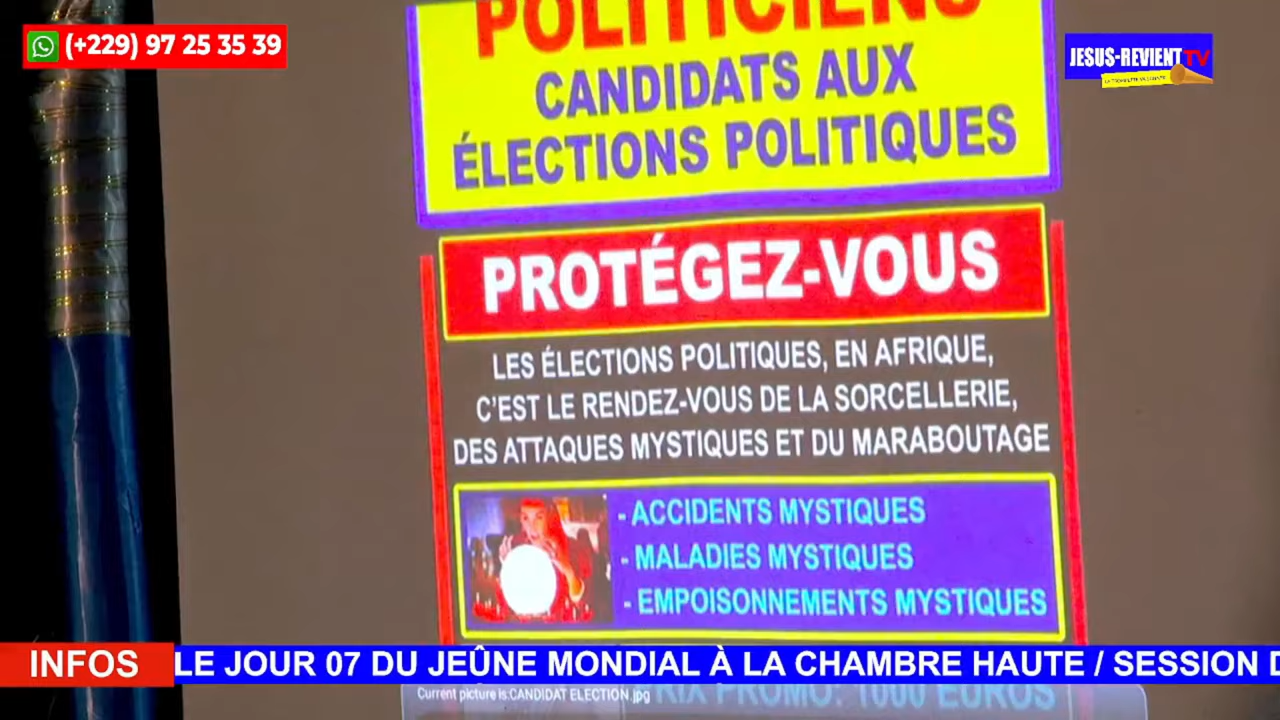 (+229) 97 25 35 39
JESUS-REVIENT TV
POLITICIENS
CANDIDATS AUX
ÉLECTIONS POLITIQUES
PROTÉGEZ-VOUS
LES ÉLECTIONS POLITIQUES, EN AFRIQUE,
C'EST LE RENDEZ-VOUS DE LA SORCELLERIE,
DES ATTAQUES MYSTIQUES ET DU MARABOUTAGE
- ACCIDENTS MYSTIQUES
- MALADIES MYSTIQUES
- EMPOISONNEMENTS MYSTIQUES
INFOS LE JOUR 07 DU JEÛNE MONDIAL À LA CHAMBRE HAUTE / SESSION D
Current picture is:CANDIDAT ELECTION.jpg
PRIX PROMO: 1000 EUROS